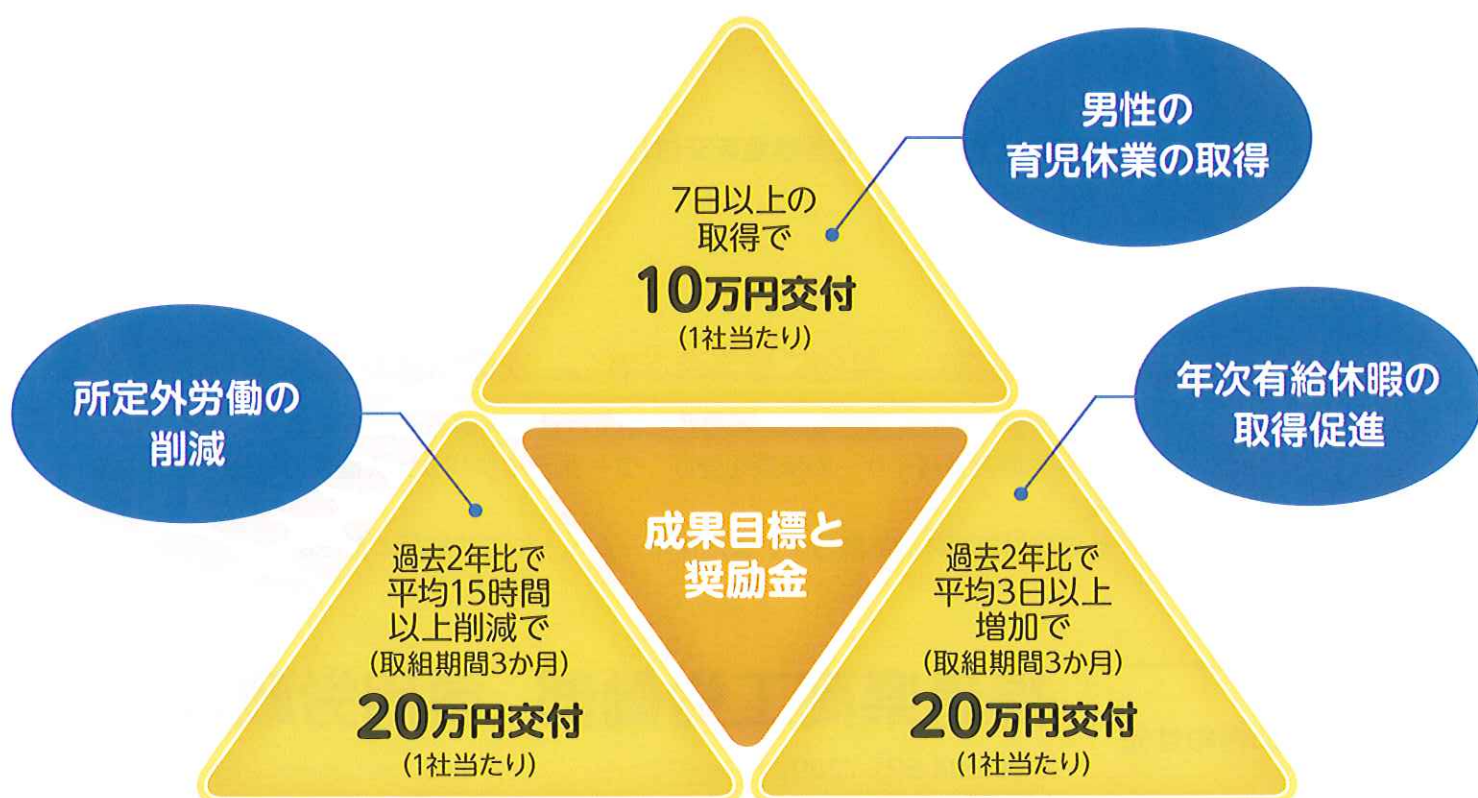 男性の
育児休業の取得
7日以上の
取得で
10万円交付
(1社当たり)
所定外労働の
削減
年次有給休暇の
取得促進
成果目標と
奨励金
過去2年比で
平均15時間
以上削減で
(取組期間3か月)
20万円交付
(1社当たり)
過去2年比で
平均3日以上
増加で
(取組期間3か月)
20万円交付
(1社当たり)